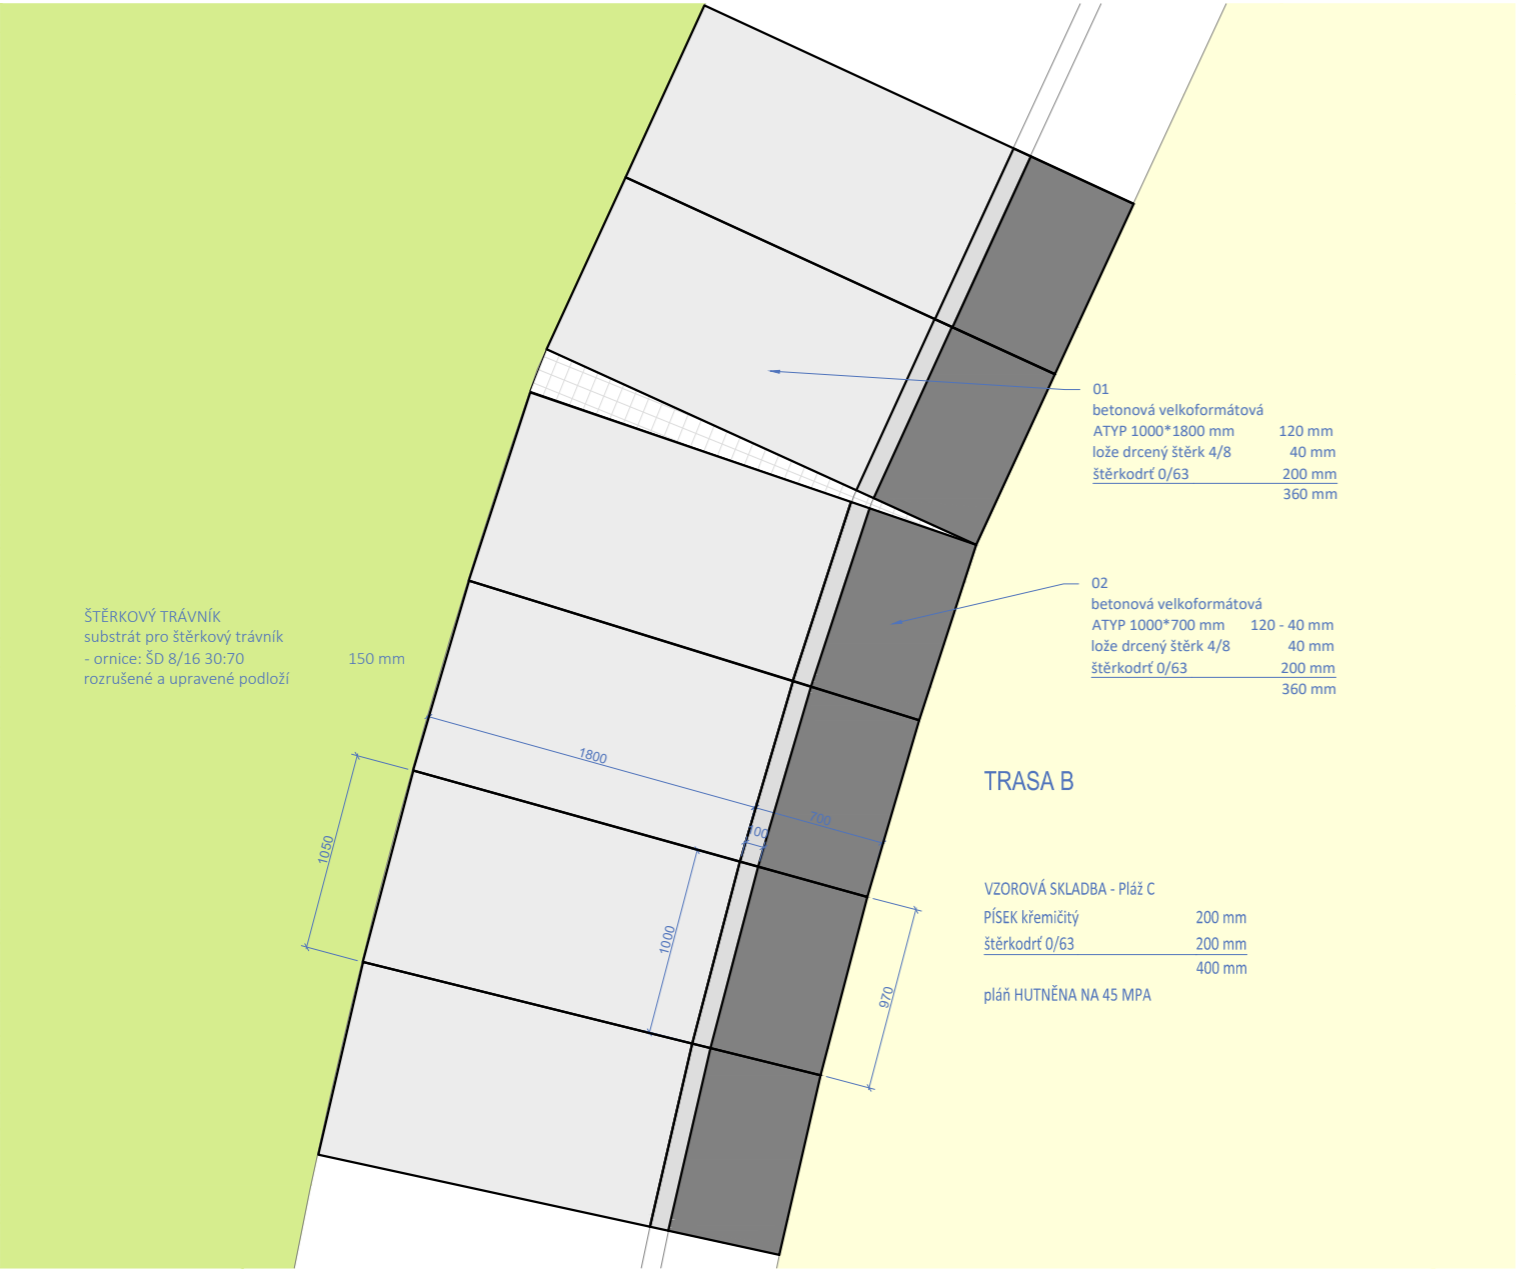 01
betonová velkoformátová
ATYP 1000*1800 mm 120 mm
lože drcený štěrk 4/8 40 mm
štěrkodrť 0/63 200 mm
360 mm
02
betonová velkoformátová
ATYP 1000*700 mm 120 - 40 mm
lože drcený štěrk 4/8 40 mm
štěrkodrť 0/63 200 mm
360 mm
ŠTĚRKOVÝ TRÁVNÍK
substrát pro štěrkový trávník
- ornice: ŠD 8/16 30:70 150 mm
rozrušené a upravené podloží
1800
700
100
1050
1000
970
TRASA B
VZOROVÁ SKLADBA - Pláž C
PÍSEK křemičitý 200 mm
štěrkodrť 0/63 200 mm
400 mm
pláň HUTNĚNA NA 45 MPA